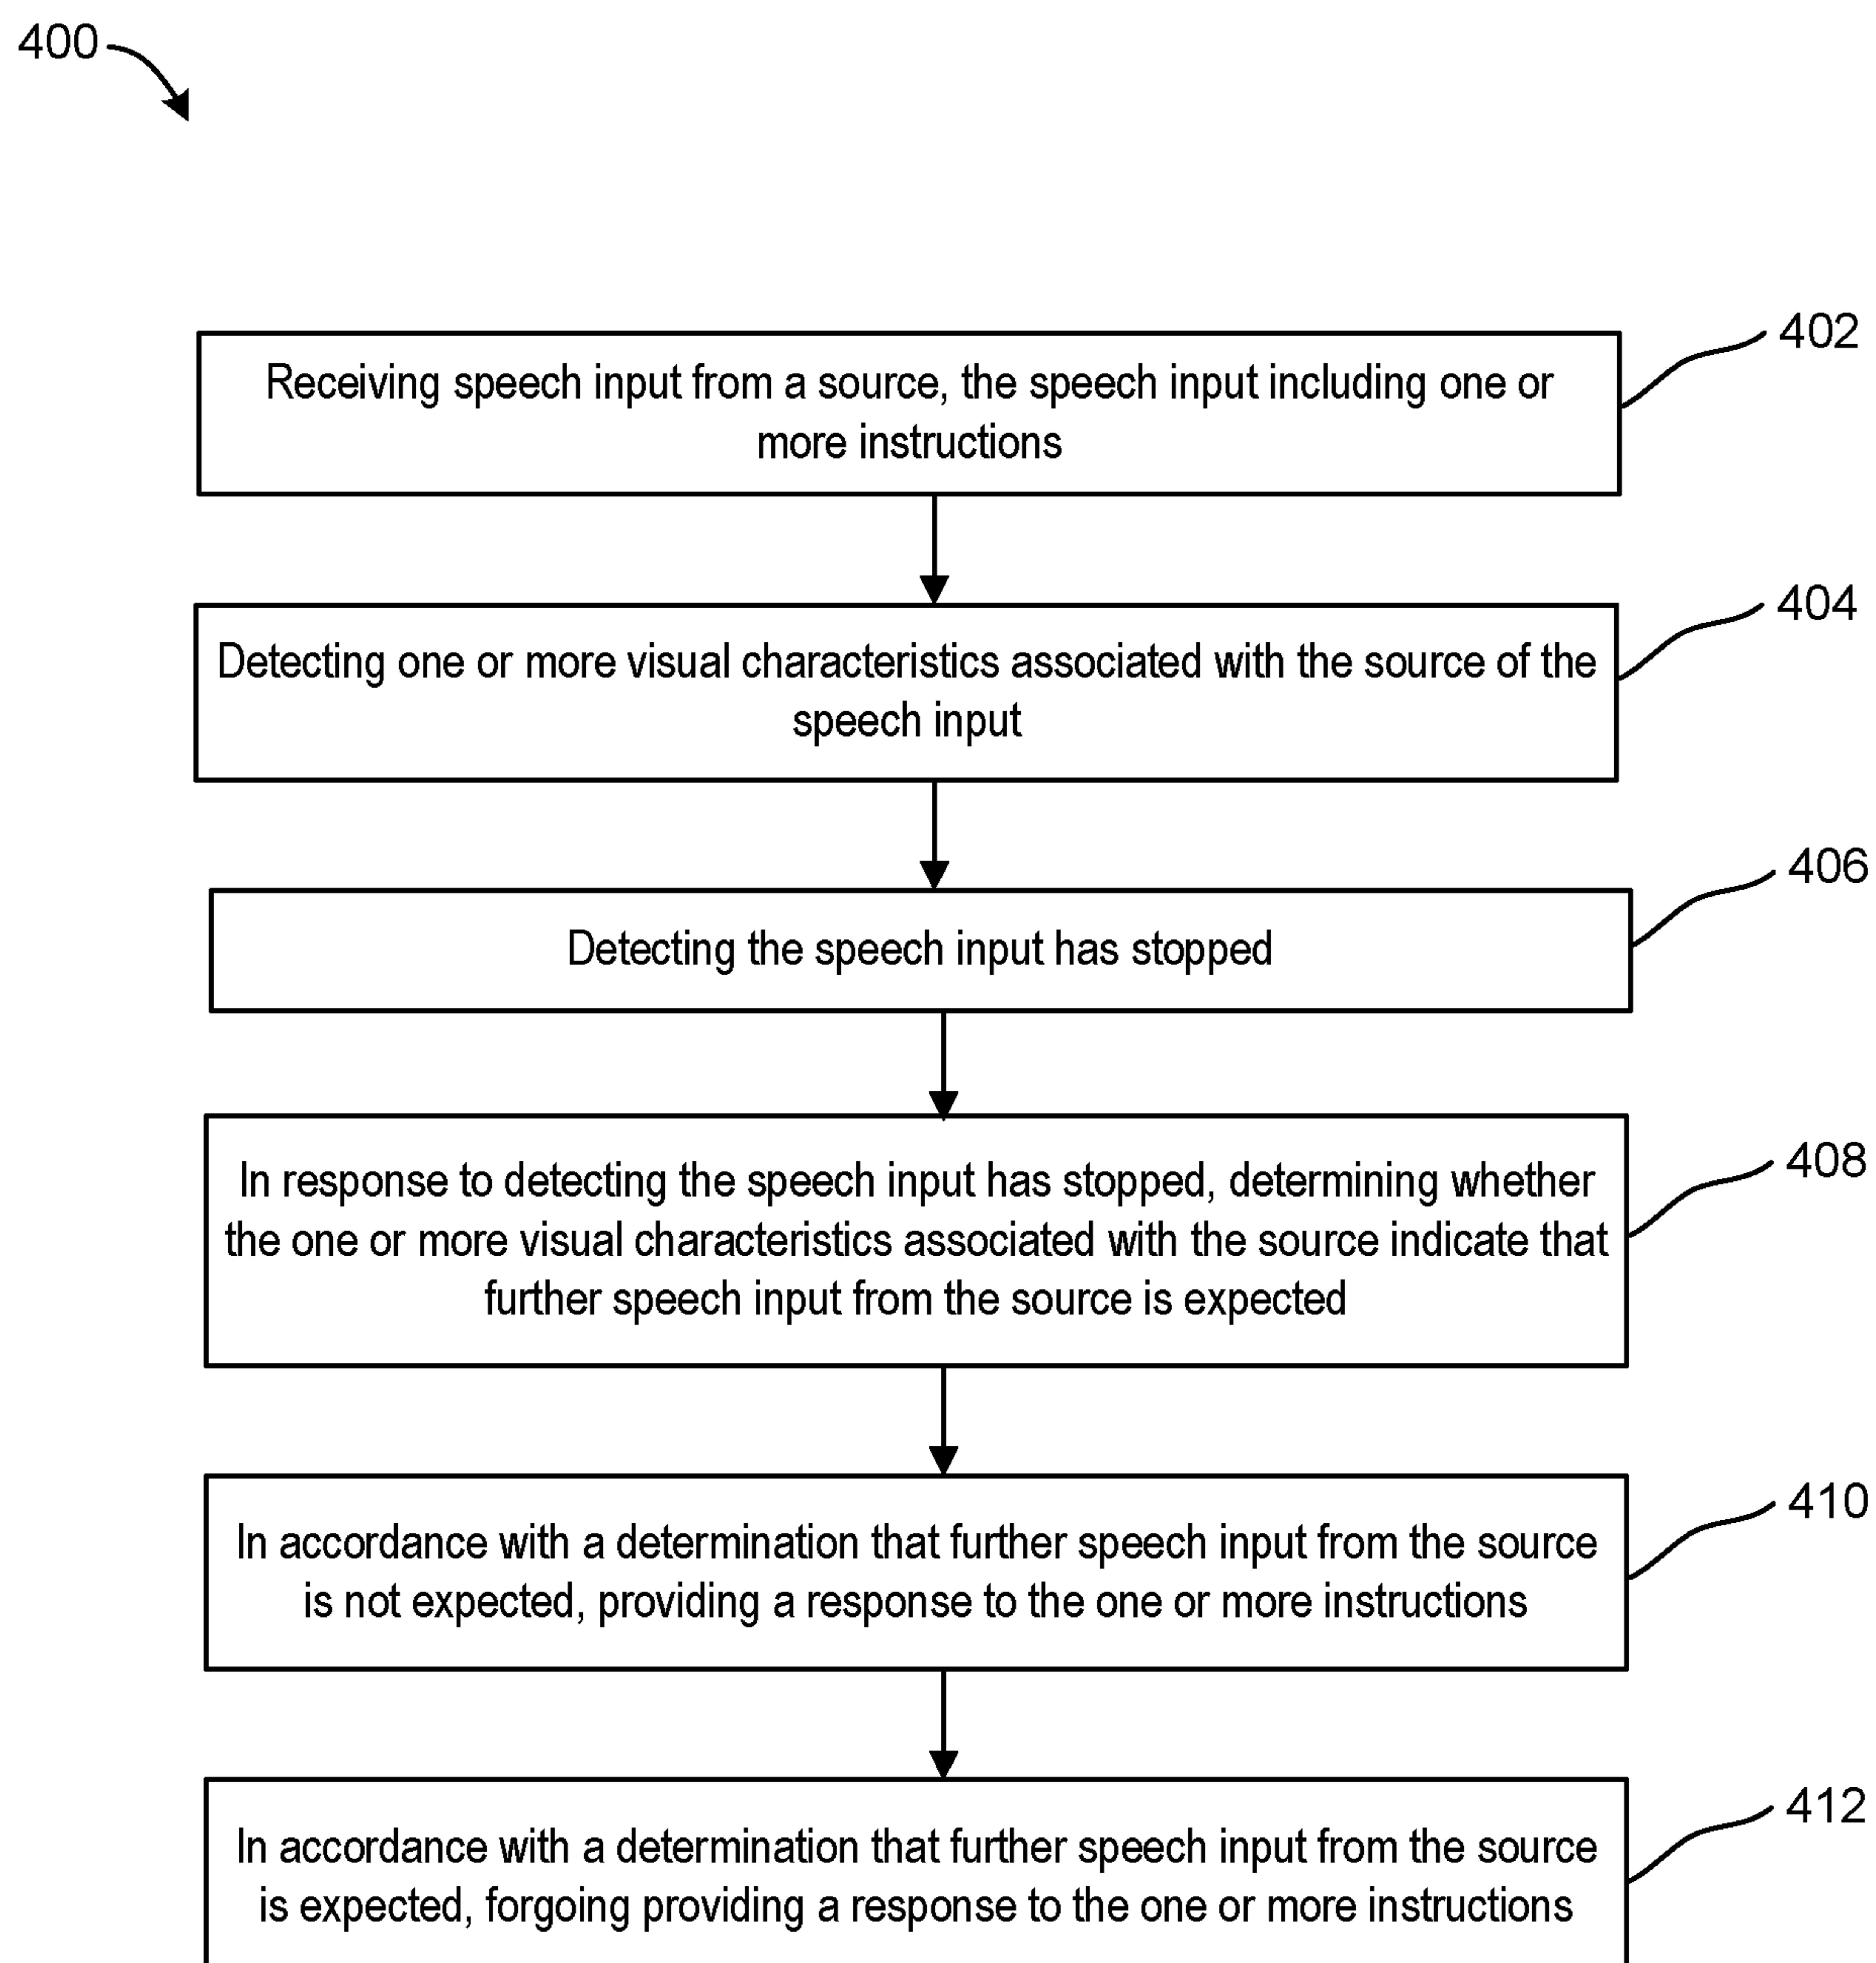 400
402
Receiving speech input from a source, the speech input including one or
more instructions
404
Detecting one or more visual characteristics associated with the source of the
speech input
406
Detecting the speech input has stopped
408
In response to detecting the speech input has stopped, determining whether
the one or more visual characteristics associated with the source indicate that
further speech input from the source is expected
410
In accordance with a determination that further speech input from the source
is not expected, providing a response to the one or more instructions
412
In accordance with a determination that further speech input from the source
is expected, forgoing providing a response to the one or more instructions